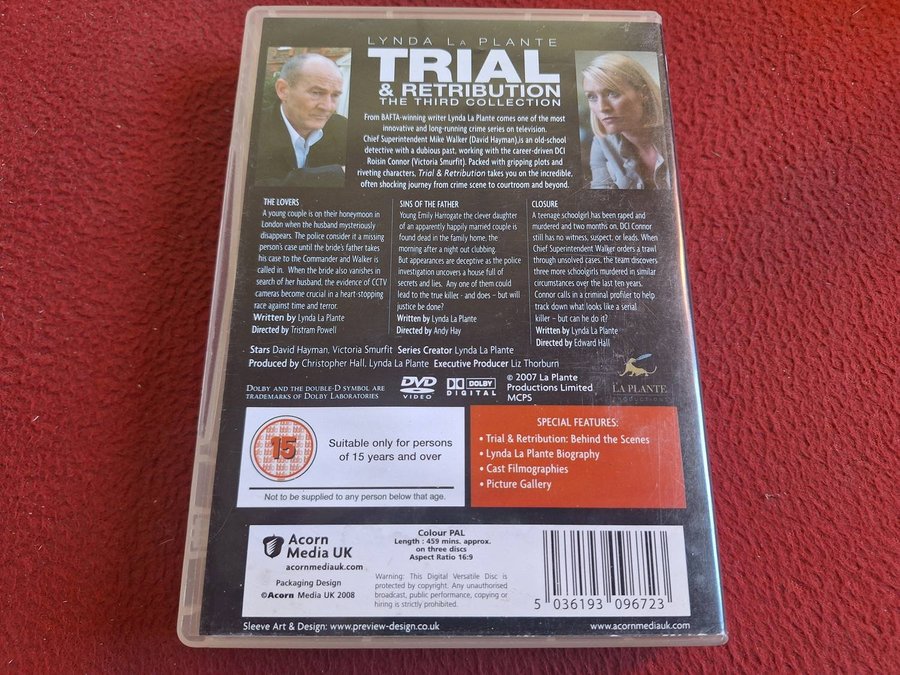 LYNDA LA PLANTE
TRIAL
& RETRIBUTION
THE THIRD COLLECTION
From BAFTA-winning writer Lynda La Plante comes one of the most
innovative and long-running crime series on television.
Chief Superintendent Mike Walker (David Hayman),is an old-school
detective with a dubious past, working with the career-driven DCI
Roisin Connor (Victoria Smurfit). Packed with gripping plots and
riveting characters, Trial & Retribution takes you on the incredible,
often shocking journey from crime scene to courtroom and beyond.
THE LOVERS
A young couple is on their honeymoon in
London when the husband mysteriously
disappears. The police consider it a missing
person's case until the bride's father takes
his case to the Commander and Walker is
called in. When the bride also vanishes in
search of her husband, the evidence of CCTV
cameras become crucial in a heart-stopping
race against time and terror.
Written by Lynda La Plante
Directed by Tristram Powell
SINS OF THE FATHER
Young Emily Harrogate the clever daughter
of an apparently happily married couple is
found dead in the family home, the
morning after a night out clubbing.
But appearances are deceptive as the police
investigation uncovers a house full of
secrets and lies. Any one of them could
lead to the true killer - and does – but will
justice be done?
Written by Lynda La Plante
Directed by Andy Hay
CLOSURE
A teenage schoolgirl has been raped and
murdered and two months on, DCI Connor
still has no witness, suspect, or leads. When
Chief Superintendent Walker orders a trawl
through unsolved cases, the team discovers
three more schoolgirls murdered in similar
circumstances over the last ten years.
Connor calls in a criminal profiler to help
track down what looks like a serial
killer – but can he do it?
Written by Lynda La Plante
Directed by Edward Hall
Stars David Hayman, Victoria Smurfit Series Creator Lynda La Plante
Produced by Christopher Hall, Lynda La Plante Executive Producer Liz Thorburn
DOLBY AND THE DOUBLE-D SYMBOL ARE
TRADEMARKS OF DOLBY LABORATORIES
DVD
VIDEO
DOLBY
DIGITAL
© 2007 La Plante
Productions Limited
MCPS
LA PLANTE
productions
15
Suitable only for persons
of 15 years and over
Not to be supplied to any person below that age.
SPECIAL FEATURES:
• Trial & Retribution: Behind the Scenes
• Lynda La Plante Biography
• Cast Filmographies
• Picture Gallery
Acorn
Media UK
acornmediauk.com
Packaging Design
©Acorn Media UK 2008
Colour PAL
Length : 459 mins. approx.
on three discs
Aspect Ratio 16:9
Warning: This Digital Versatile Disc is
protected by copyright. Any unauthorised
broadcast, public performance, copying or
hiring is strictly prohibited.
5 036193 096723
Sleeve Art & Design: www.preview-design.co.uk
www.acornmediauk.com